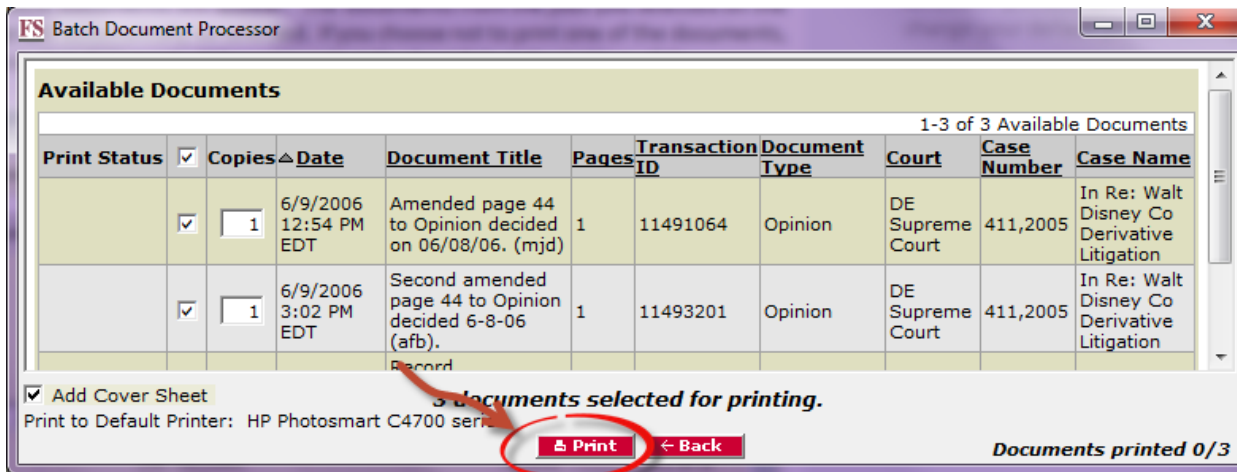 FS Batch Document Processor
Available Documents
1-3 of 3 Available Documents
Print Status Copies Date Document Title Pages Transaction ID Document Type Court Case Number Case Name
1 6/9/2006 12:54 PM EDT Amended page 44 to Opinion decided on 06/08/06. (mjd) 1 11491064 Opinion DE Supreme Court 411,2005 In Re: Walt Disney Co Derivative Litigation
1 6/9/2006 3:02 PM EDT Second amended page 44 to Opinion decided 6-8-06 (afb). 1 11493201 Opinion DE Supreme Court 411,2005 In Re: Walt Disney Co Derivative Litigation
Record
Add Cover Sheet
3 documents selected for printing.
Print to Default Printer: HP Photosmart C4700 series
Print
Back
Documents printed 0/3